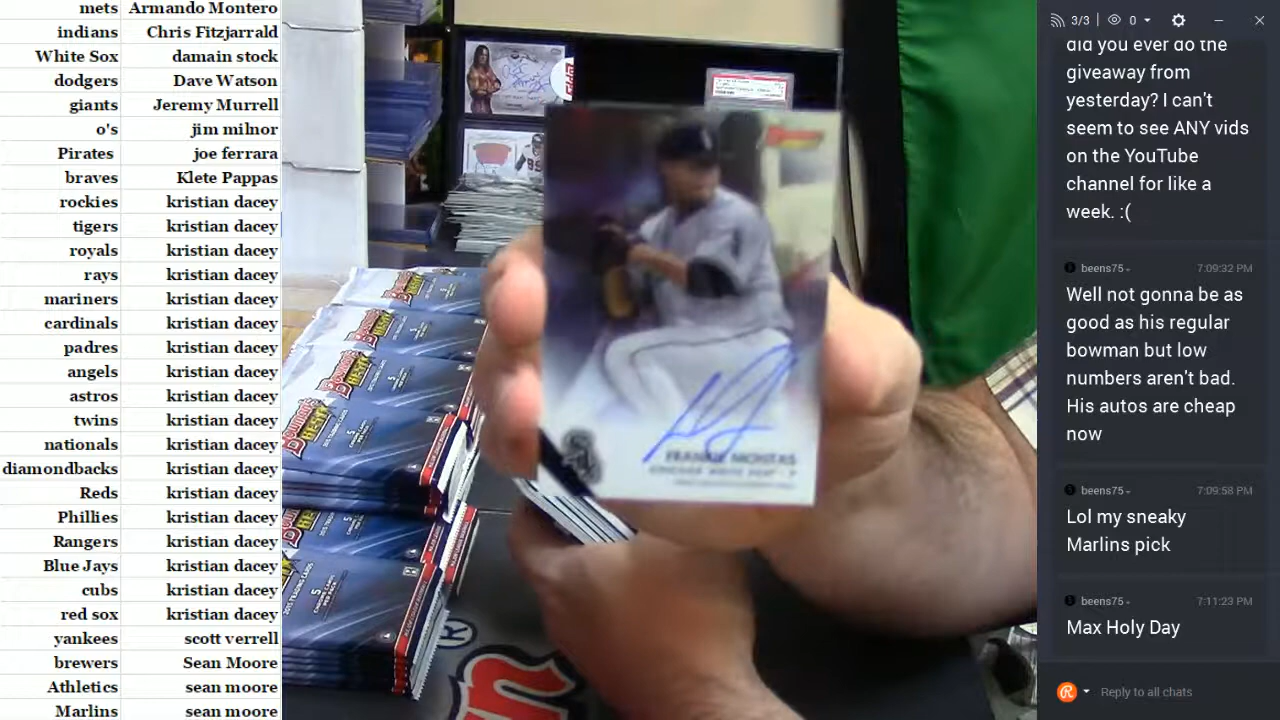 mets Armando Montero
indians Chris Fitzjarrald
White Sox damain stock
dodgers Dave Watson
giants Jeremy Murrell
o's jim milnor
Pirates joe ferrara
braves Klete Pappas
rockies kristian dacey
tigers kristian dacey
royals kristian dacey
rays kristian dacey
mariners kristian dacey
cardinals kristian dacey
padres kristian dacey
angels kristian dacey
astros kristian dacey
twins kristian dacey
nationals kristian dacey
diamondbacks kristian dacey
Reds kristian dacey
Phillies kristian dacey
Rangers kristian dacey
Blue Jays kristian dacey
cubs kristian dacey
red sox kristian dacey
yankees scott verrell
brewers Sean Moore
Athletics sean moore
Marlins sean moore
Bowman's
BEST
5
FRANKIE MONTAS
3/3 0
did you ever do the
giveaway from
yesterday? I can't
seem to see ANY vids
on the YouTube
channel for like a
week. :(
beens75 7:09:32 PM
Well not gonna be as
good as his regular
bowman but low
numbers aren't bad.
His autos are cheap
now
beens75 7:09:58 PM
Lol my sneaky
Marlins pick
beens75 7:11:23 PM
Max Holy Day
Reply to all chats